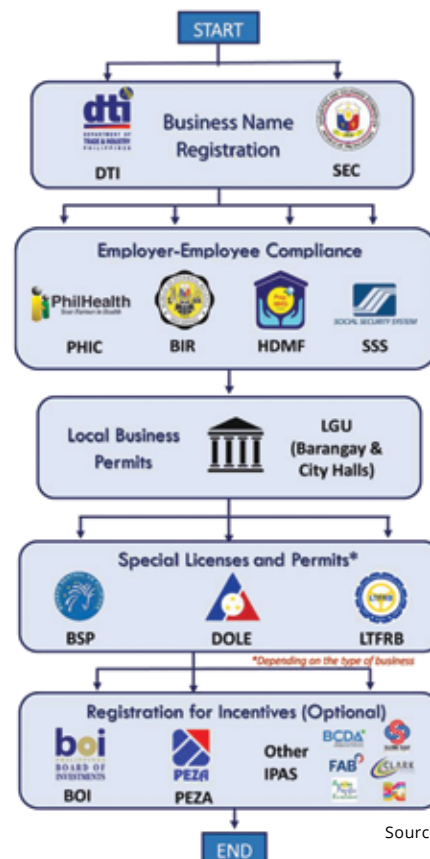 START
dti
DEPARTMENT OF
TRADE & INDUSTRY
PHILIPPINES
Business Name
Registration
DTI
SEC
Employer-Employee Compliance
PhilHealth
Your Partner in Health
SOCIAL SECURITY SYSTEM
PHIC
BIR
HDMF
SSS
Local Business
Permits
LGU
(Barangay &
City Halls)
Special Licenses and Permits*
LTFRB
BSP
DOLE
LTFRB
*Depending on the type of business
Registration for Incentives (Optional)
boi
PHILIPPINES
BOARD OF
INVESTMENTS
BOI
PEZA
PEZA
Other
IPAS
BCDA
FAB
CLARK
Sourc
END